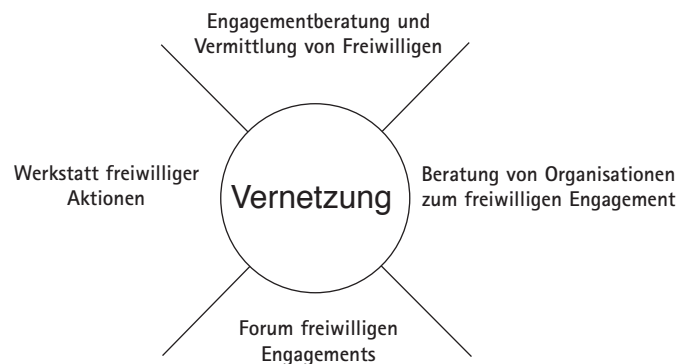 Engagementberatung und
Vermittlung von Freiwilligen
Werkstatt freiwilliger
Aktionen
Vernetzung
Beratung von Organisationen
zum freiwilligen Engagement
Forum freiwilligen
Engagements